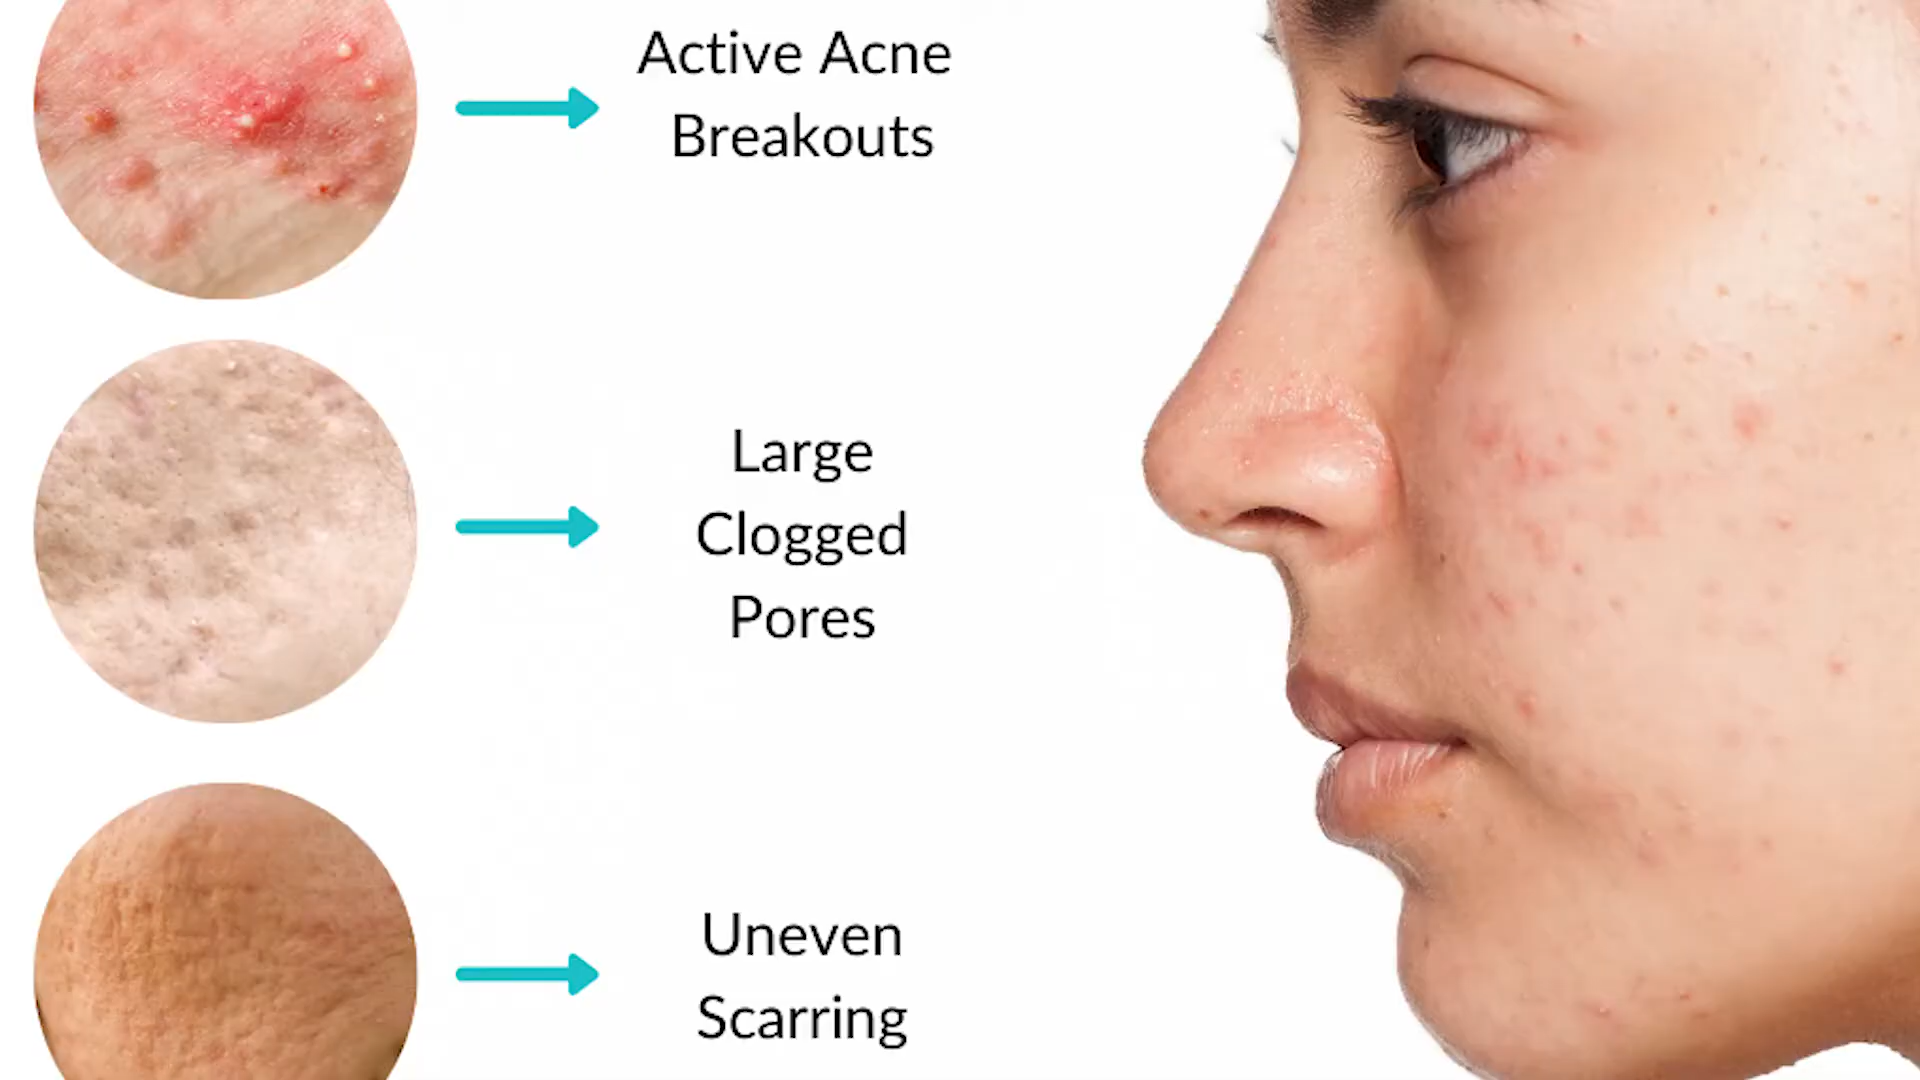 Active Acne
Breakouts
Large
Clogged
Pores
Uneven
Scarring